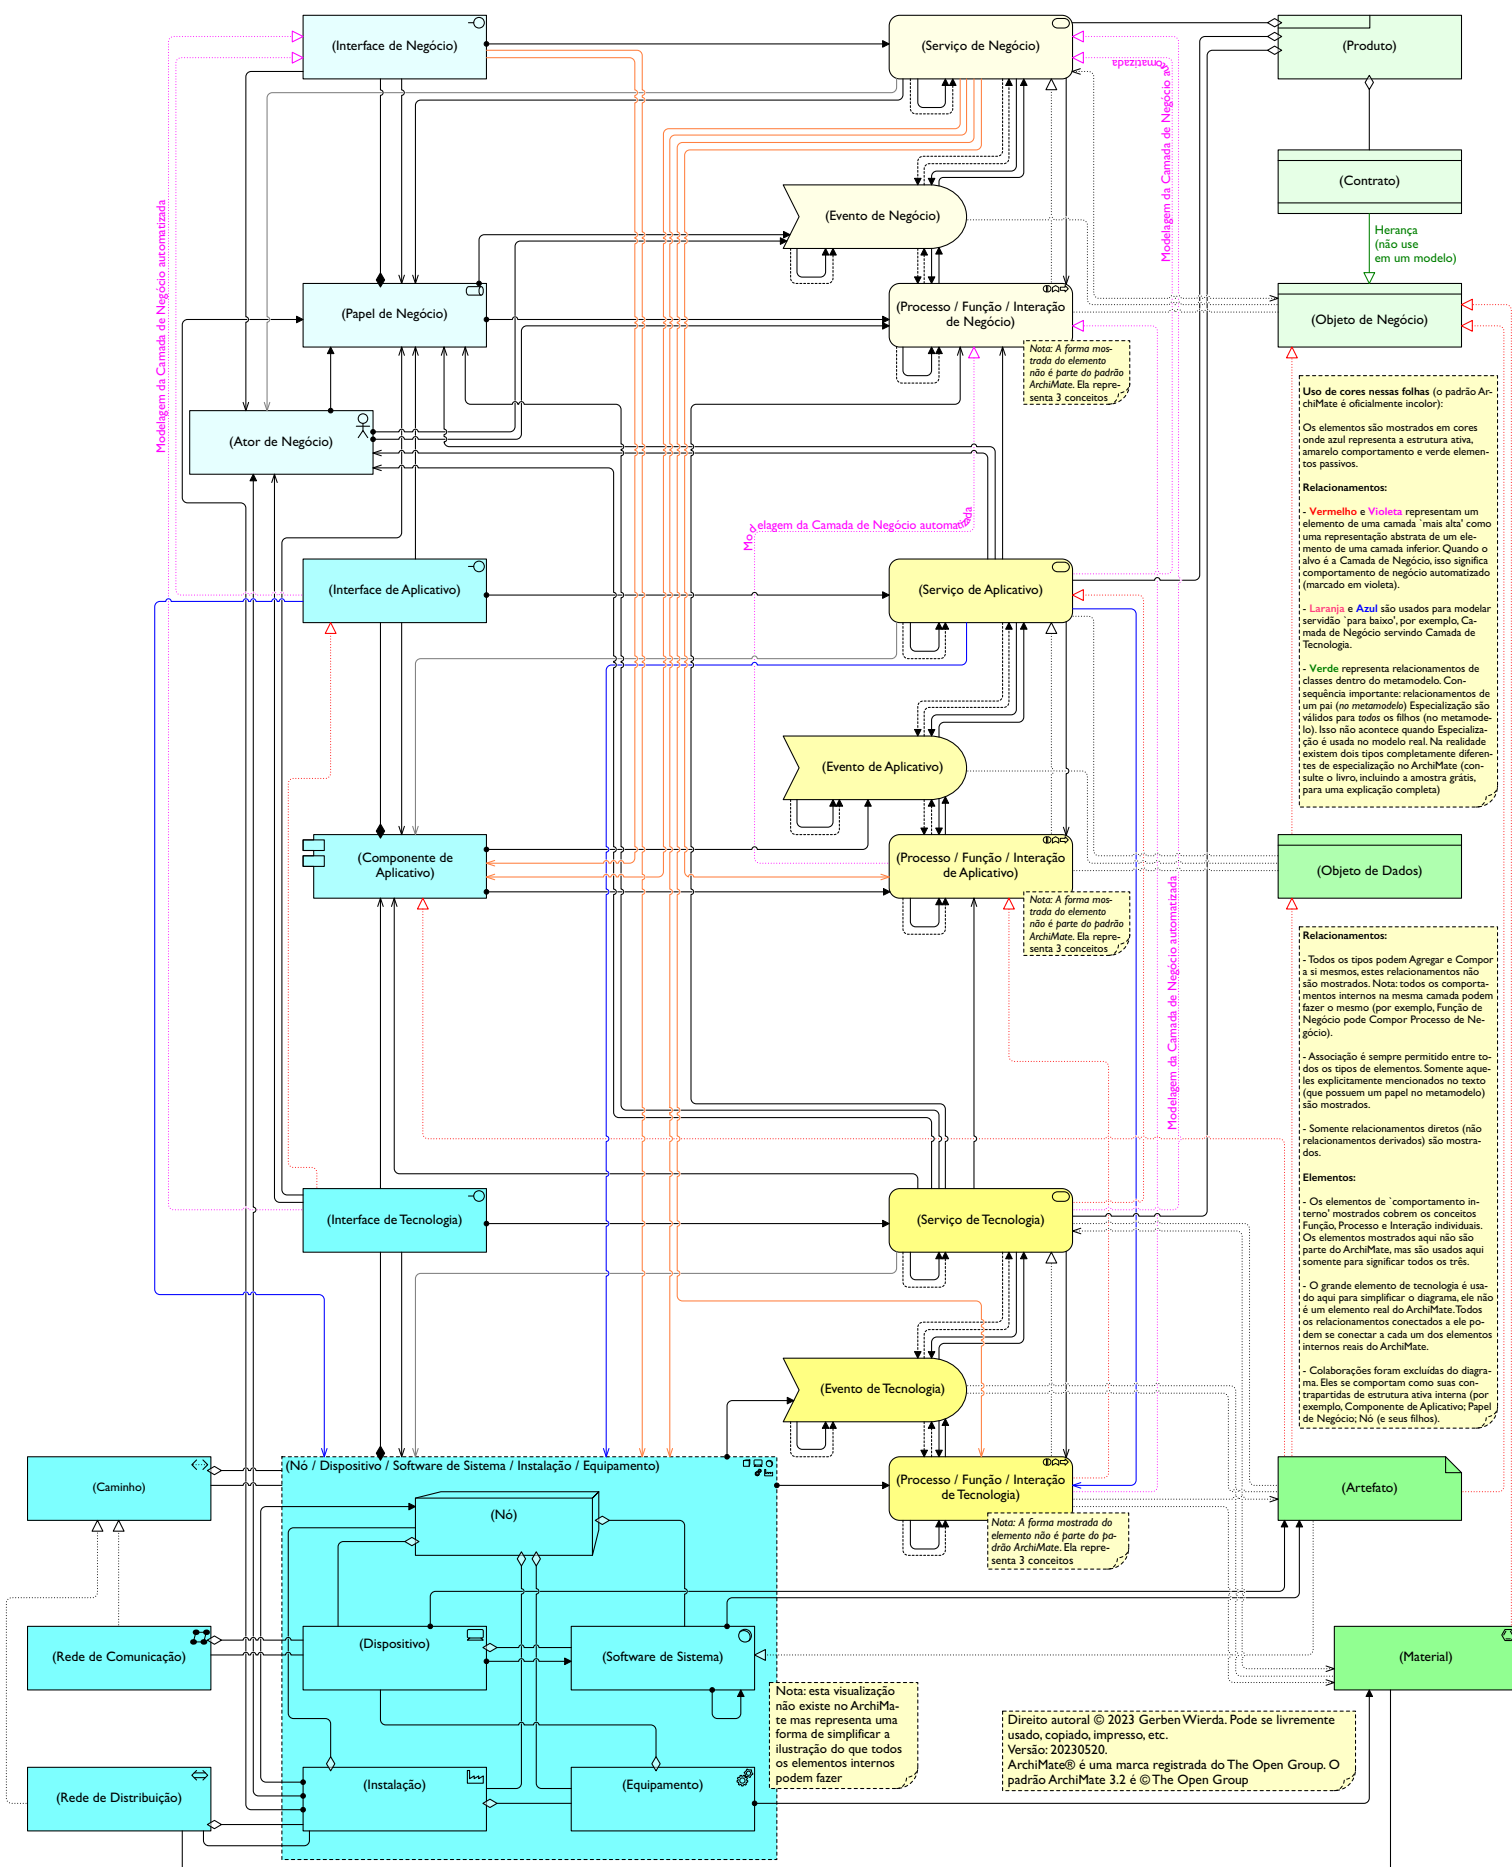 (Interface de Negócio)
(Serviço de Negócio)
(Produto)
Modelagem da Camada de Negócio automatizada
Modelagem da Camada de Negócio automatizada
(Contrato)
(Evento de Negócio)
Herança
(não use
em um modelo)
(Papel de Negócio)
(Processo / Função / Interação
de Negócio)
(Objeto de Negócio)
Nota: A forma mos-
trada do elemento
não é parte do padrão
ArchiMate. Ela repre-
senta 3 conceitos
(Ator de Negócio)
Uso de cores nessas folhas (o padrão Ar-
chiMate é oficialmente incolor):
Os elementos são mostrados em cores
onde azul representa a estrutura ativa,
amarelo comportamento e verde elemen-
tos passivos.
Relacionamentos:
- Vermelho e Violeta representam um
elemento de uma camada `mais alta' como
uma representação abstrata de um ele-
mento de uma camada inferior. Quando o
alvo é a Camada de Negócio, isso significa
comportamento de negócio automatizado
(marcado em violeta).
- Laranja e Azul são usados para modelar
servidão `para baixo', por exemplo, Ca-
mada de Negócio servindo Camada de
Tecnologia.
- Verde representa relacionamentos de
classes dentro do metamodelo. Con-
sequência importante: relacionamentos de
um pai (no metamodelo) Especialização são
válidos para todos os filhos (no metamode-
lo). Isso não acontece quando Especializa-
ção é usada no modelo real. Na realidade
existem dois tipos completamente diferen-
tes de especialização no ArchiMate (con-
sulte o livro, incluindo a amostra grátis,
para uma explicação completa)
Modelagem da Camada de Negócio automatizada
(Interface de Aplicativo)
(Serviço de Aplicativo)
(Evento de Aplicativo)
(Componente de
Aplicativo)
(Processo / Função / Interação
de Aplicativo)
(Objeto de Dados)
Nota: A forma mos-
trada do elemento
não é parte do padrão
ArchiMate. Ela repre-
senta 3 conceitos
Modelagem da Camada de Negócio automatizada
Relacionamentos:
- Todos os tipos podem Agregar e Compor
a si mesmos, estes relacionamentos não
são mostrados. Nota: todos os comporta-
mentos internos na mesma camada podem
fazer o mesmo (por exemplo, Função de
Negócio pode Compor Processo de Ne-
gócio).
- Associação é sempre permitido entre to-
dos os tipos de elementos. Somente aque-
les explicitamente mencionados no texto
(que possuem um papel no metamodelo)
são mostrados.
- Somente relacionamentos diretos (não
relacionamentos derivados) são mostra-
dos.
Elementos:
- Os elementos de `comportamento in-
terno' mostrados cobrem os conceitos
Função, Processo e Interação individuais.
Os elementos mostrados aqui não são
parte do ArchiMate, mas são usados aqui
somente para significar todos os três.
- O grande elemento de tecnologia é usa-
do aqui para simplificar o diagrama, ele não
é um elemento real do ArchiMate. Todos
os relacionamentos conectados a ele po-
dem se conectar a cada um dos elementos
internos reais do ArchiMate.
- Colaborações foram excluídas do diagra-
ma. Eles se comportam como suas con-
trapartidas de estrutura ativa interna (por
exemplo, Componente de Aplicativo; Papel
de Negócio; Nó (e seus filhos).
(Interface de Tecnologia)
(Serviço de Tecnologia)
(Evento de Tecnologia)
(Nó / Dispositivo / Software de Sistema / Instalação / Equipamento)
(Caminho)
(Nó)
(Processo / Função / Interação
de Tecnologia)
(Artefato)
Nota: A forma mostrada do
elemento não é parte do pa-
drão ArchiMate. Ela repre-
senta 3 conceitos
(Rede de Comunicação)
(Dispositivo)
(Software de Sistema)
(Material)
Nota: esta visualização
não existe no ArchiMa-
te mas representa uma
forma de simplificar a
ilustração do que todos
os elementos internos
podem fazer
Direito autoral © 2023 Gerben Wierda. Pode se livremente
usado, copiado, impresso, etc.
Versão: 20230520.
ArchiMate® é uma marca registrada do The Open Group. O
padrão ArchiMate 3.2 é © The Open Group
(Rede de Distribuição)
(Instalação)
(Equipamento)